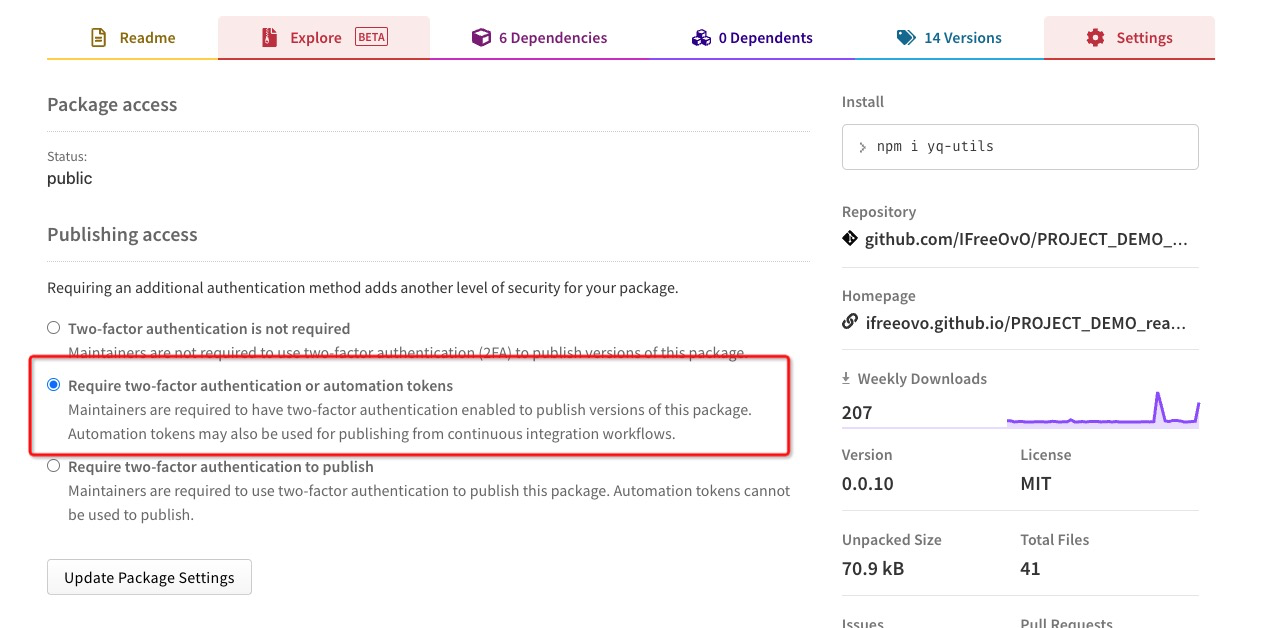 Readme
Explore BETA
6 Dependencies
0 Dependents
14 Versions
Settings
Package access
Status:
public
Publishing access
Requiring an additional authentication method adds another level of security for your package.
Two-factor authentication is not required
Maintainers are not required to use two-factor authentication (2FA) to publish versions of this package.
Require two-factor authentication or automation tokens
Maintainers are required to have two-factor authentication enabled to publish versions of this package.
Automation tokens may also be used for publishing from continuous integration workflows.
Require two-factor authentication to publish
Maintainers are required to use two-factor authentication to publish this package. Automation tokens cannot
be used to publish.
Update Package Settings
Install
npm i yq-utils
Repository
github.com/IFreeOvO/PROJECT_DEMO_...
Homepage
ifreeovo.github.io/PROJECT_DEMO_rea...
Weekly Downloads
207
Version
License
0.0.10
MIT
Unpacked Size
Total Files
70.9 kB
41
Issues
Pull Requests